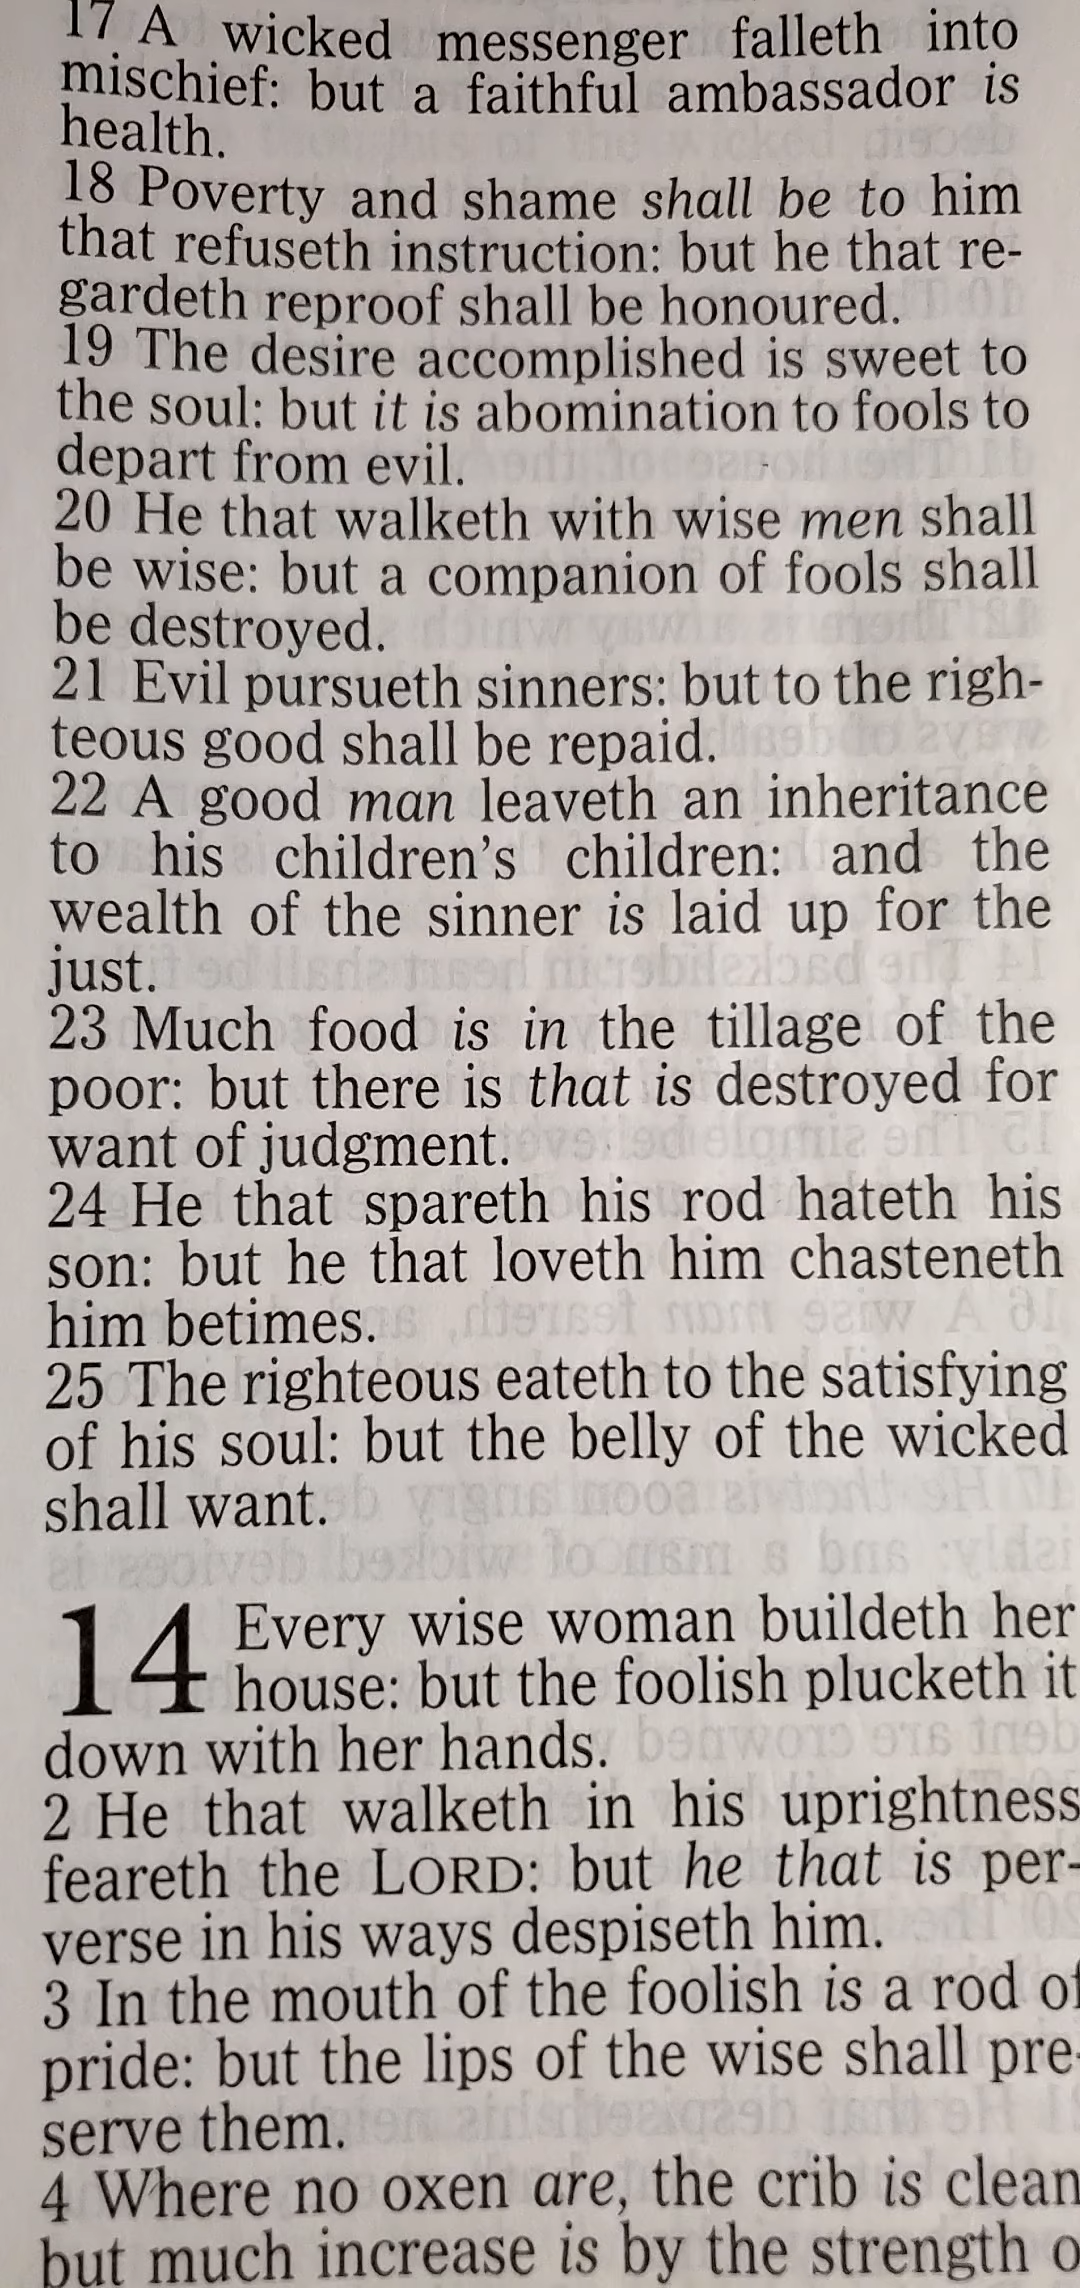 17 A wicked messenger falleth into
mischief: but a faithful ambassador is
health.
18 Poverty and shame shall be to him
that refuseth instruction: but he that re-
gardeth reproof shall be honoured.
19 The desire accomplished is sweet to
the soul: but it is abomination to fools to
depart from evil.
20 He that walketh with wise men shall
be wise: but a companion of fools shall
be destroyed.
21 Evil pursueth sinners: but to the righ-
teous good shall be repaid.
22 A good man leaveth an inheritance
to his children’s children: and the
wealth of the sinner is laid up for the
just.
23 Much food is in the tillage of the
poor: but there is that is destroyed for
want of judgment.
24 He that spareth his rod hateth his
son: but he that loveth him chasteneth
him betimes.
25 The righteous eateth to the satisfying
of his soul: but the belly of the wicked
shall want.
14 Every wise woman buildeth her
house: but the foolish plucketh it
down with her hands.
2 He that walketh in his uprightness
feareth the LORD: but he that is per-
verse in his ways despiseth him.
3 In the mouth of the foolish is a rod of
pride: but the lips of the wise shall pre-
serve them.
4 Where no oxen are, the crib is clean
but much increase is by the strength